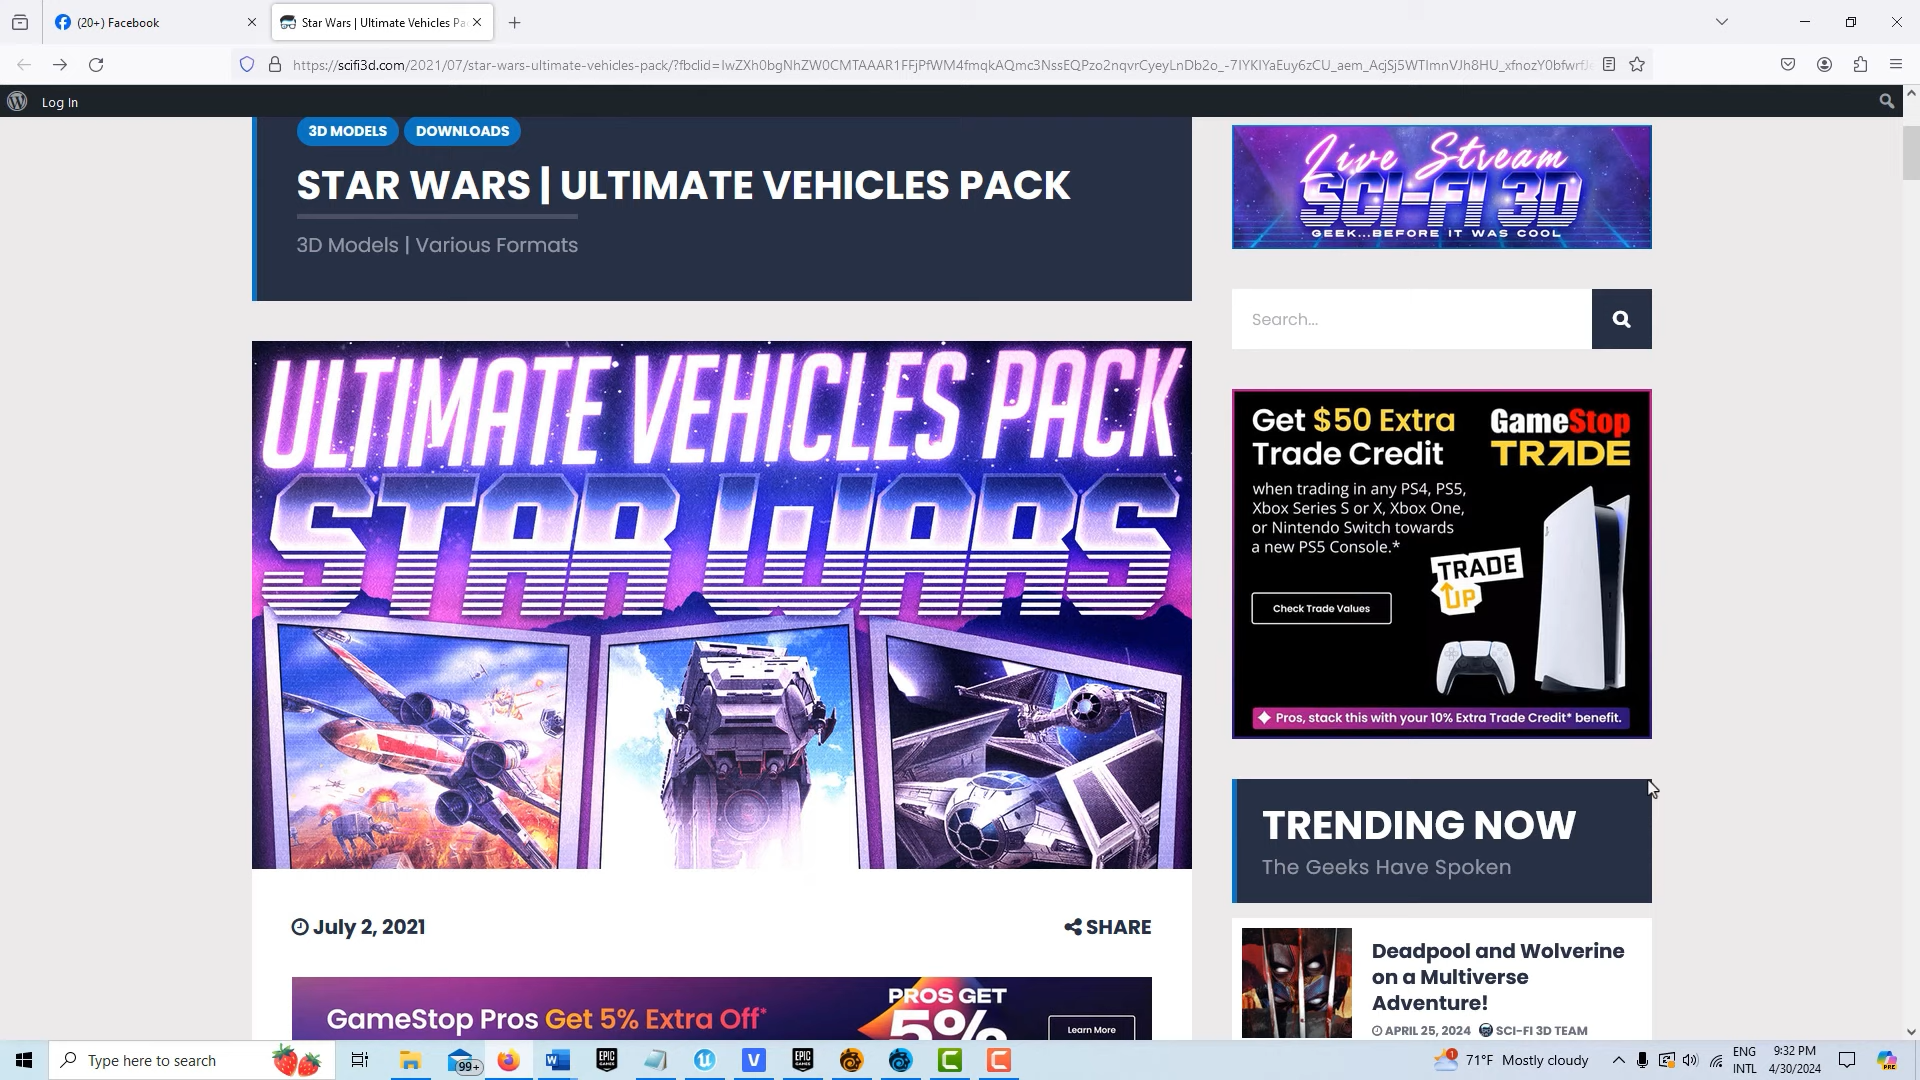 (20+) Facebook
Star Wars | Ultimate Vehicles Pa
https://scifi3d.com/2021/07/star-wars-ultimate-vehicles-pack/?fbclid=
Log In
3D MODELS
DOWNLOADS
STAR WARS | ULTIMATE VEHICLES PACK
3D Models | Various Formats
ULTIMATE VEHICLES PACK
STAR WARS
July 2, 2021
SHARE
GameStop Pros Get 5% Extra Off*
PROS GET
5%
Learn More
Live Stream
SCI-FI 3D
GEEK...BEFORE IT WAS COOL
Search...
Get $50 Extra
Trade Credit
GameStop
TRADE
when trading in any PS4, PS5,
Xbox Series S or X, Xbox One,
or Nintendo Switch towards
a new PS5 Console.*
TRADE
UP
Check Trade Values
Pros, stack this with your 10% Extra Trade Credit* benefit.
TRENDING NOW
The Geeks Have Spoken
Deadpool and Wolverine
on a Multiverse
Adventure!
APRIL 25, 2024 SCI-FI 3D TEAM
Type here to search
99+
EPIC
GAMES
EPIC
GAMES
71°F Mostly cloudy
ENG
INTL
9:32 PM
4/30/2024
PRE